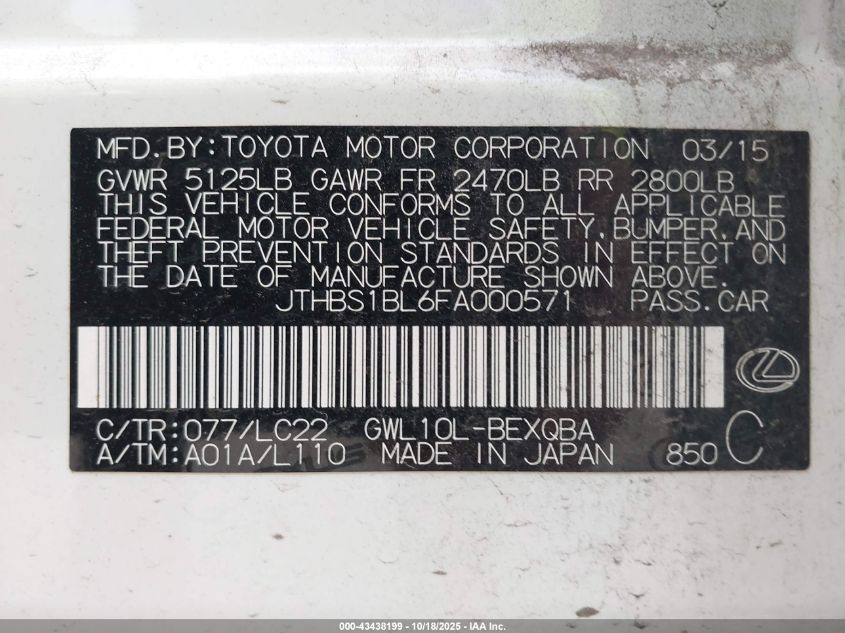 MFD.BY:TOYOTA MOTOR CORPORATION 03/15
GVWR 5125LB GAWR FR 2470LB RR 2800LB
THIS VEHICLE CONFORMS TO ALL APPLICABLE
FEDERAL MOTOR VEHICLE SAFETY,BUMPER,AND
THEFT PREVENTION STANDARDS IN EFFECT ON
THE DATE OF MANUFACTURE SHOWN ABOVE.
JTHBS1BL6FA000571 PASS.CAR
C/TR:077/LC22 GWL10L-BEXQBA
A/TM:A01A/L110 MADE IN JAPAN 850 C
000-43438199 - 10/18/2025 - IAA Inc.